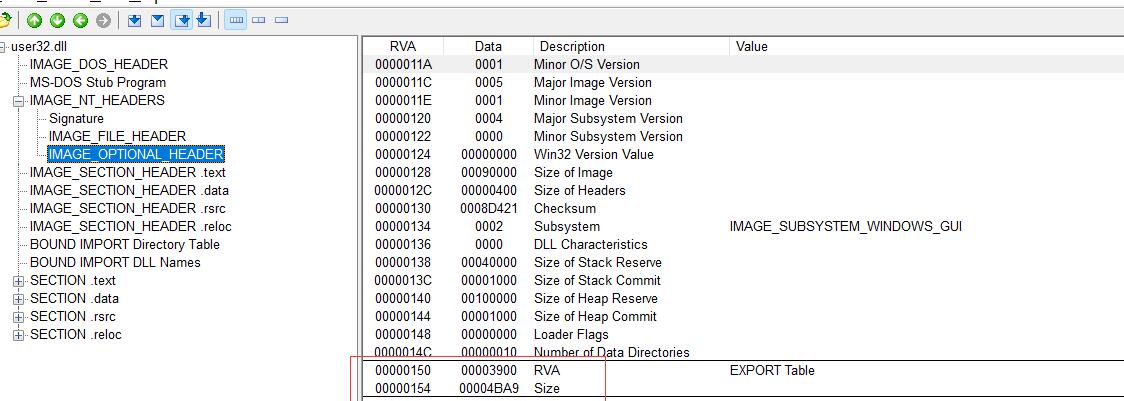 user32.dll
IMAGE_DOS_HEADER
MS-DOS Stub Program
IMAGE_NT_HEADERS
Signature
IMAGE_FILE_HEADER
IMAGE_OPTIONAL_HEADER
IMAGE_SECTION_HEADER .text
IMAGE_SECTION_HEADER .data
IMAGE_SECTION_HEADER .rsrc
IMAGE_SECTION_HEADER .reloc
BOUND IMPORT Directory Table
BOUND IMPORT DLL Names
SECTION .text
SECTION .data
SECTION .rsrc
SECTION .reloc
RVA Data Description Value
0000011A 0001 Minor O/S Version
0000011C 0005 Major Image Version
0000011E 0001 Minor Image Version
00000120 0004 Major Subsystem Version
00000122 0000 Minor Subsystem Version
00000124 00000000 Win32 Version Value
00000128 00090000 Size of Image
0000012C 00000400 Size of Headers
00000130 0008D421 Checksum
00000134 0002 Subsystem IMAGE_SUBSYSTEM_WINDOWS_GUI
00000136 0000 DLL Characteristics
00000138 00040000 Size of Stack Reserve
0000013C 00001000 Size of Stack Commit
00000140 00100000 Size of Heap Reserve
00000144 00001000 Size of Heap Commit
00000148 00000000 Loader Flags
0000014C 00000010 Number of Data Directories
00000150 00003900 RVA EXPORT Table
00000154 00004BA9 Size